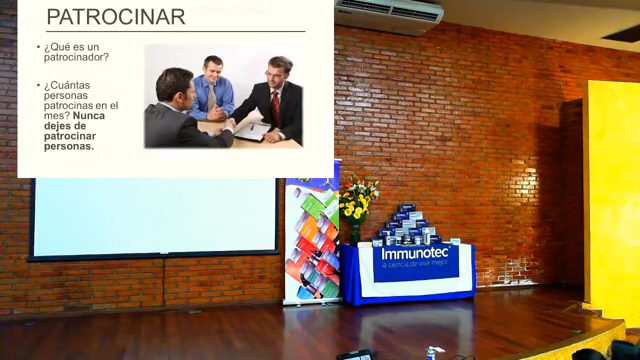 PATROCINAR
• ¿Qué es un
patrocinador?
• ¿Cuántas
personas
patrocinas en el
mes? Nunca
dejes de
patrocinar
personas.
Immunotec
la ciencia de vivir mejor